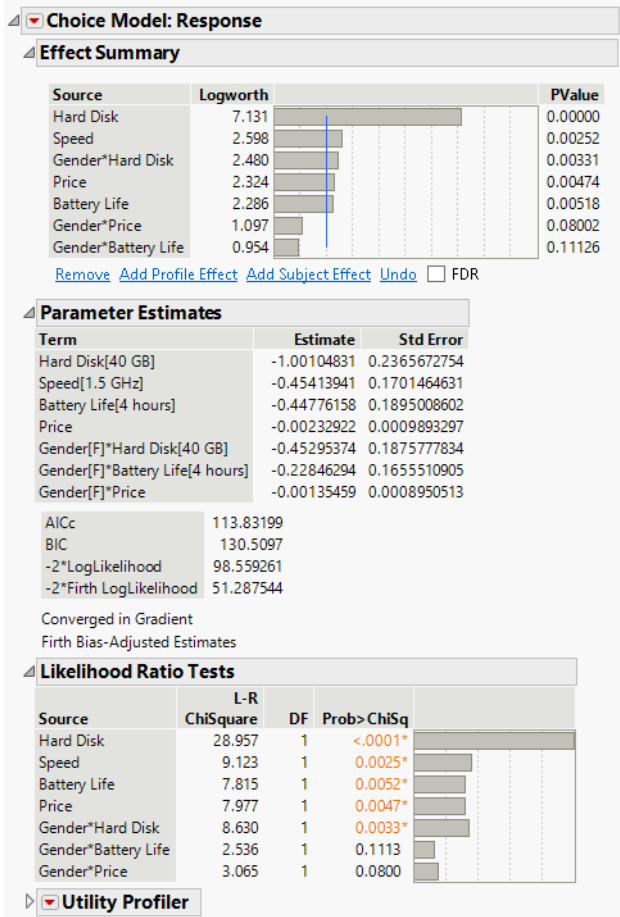 Choice Model: Response
Effect Summary
Source Logworth PValue
Hard Disk 7.131 0.00000
Speed 2.598 0.00252
Gender*Hard Disk 2.480 0.00331
Price 2.324 0.00474
Battery Life 2.286 0.00518
Gender*Price 1.097 0.08002
Gender*Battery Life 0.954 0.11126
Remove Add Profile Effect Add Subject Effect Undo FDR
Parameter Estimates
Term Estimate Std Error
Hard Disk[40 GB] -1.00104831 0.2365672754
Speed[1.5 GHz] -0.45413941 0.1701464631
Battery Life[4 hours] -0.44776158 0.1895008602
Price -0.00232922 0.0009893297
Gender[F]*Hard Disk[40 GB] -0.45295374 0.1875777834
Gender[F]*Battery Life[4 hours] -0.22846294 0.1655510905
Gender[F]*Price -0.00135459 0.0008950513
AICc 113.83199
BIC 130.5097
-2*LogLikelihood 98.559261
-2*Firth LogLikelihood 51.287544
Converged in Gradient
Firth Bias-Adjusted Estimates
Likelihood Ratio Tests
L-R
Source ChiSquare DF Prob>ChiSq
Hard Disk 28.957 1 <.0001*
Speed 9.123 1 0.0025*
Battery Life 7.815 1 0.0052*
Price 7.977 1 0.0047*
Gender*Hard Disk 8.630 1 0.0033*
Gender*Battery Life 2.536 1 0.1113
Gender*Price 3.065 1 0.0800
Utility Profiler